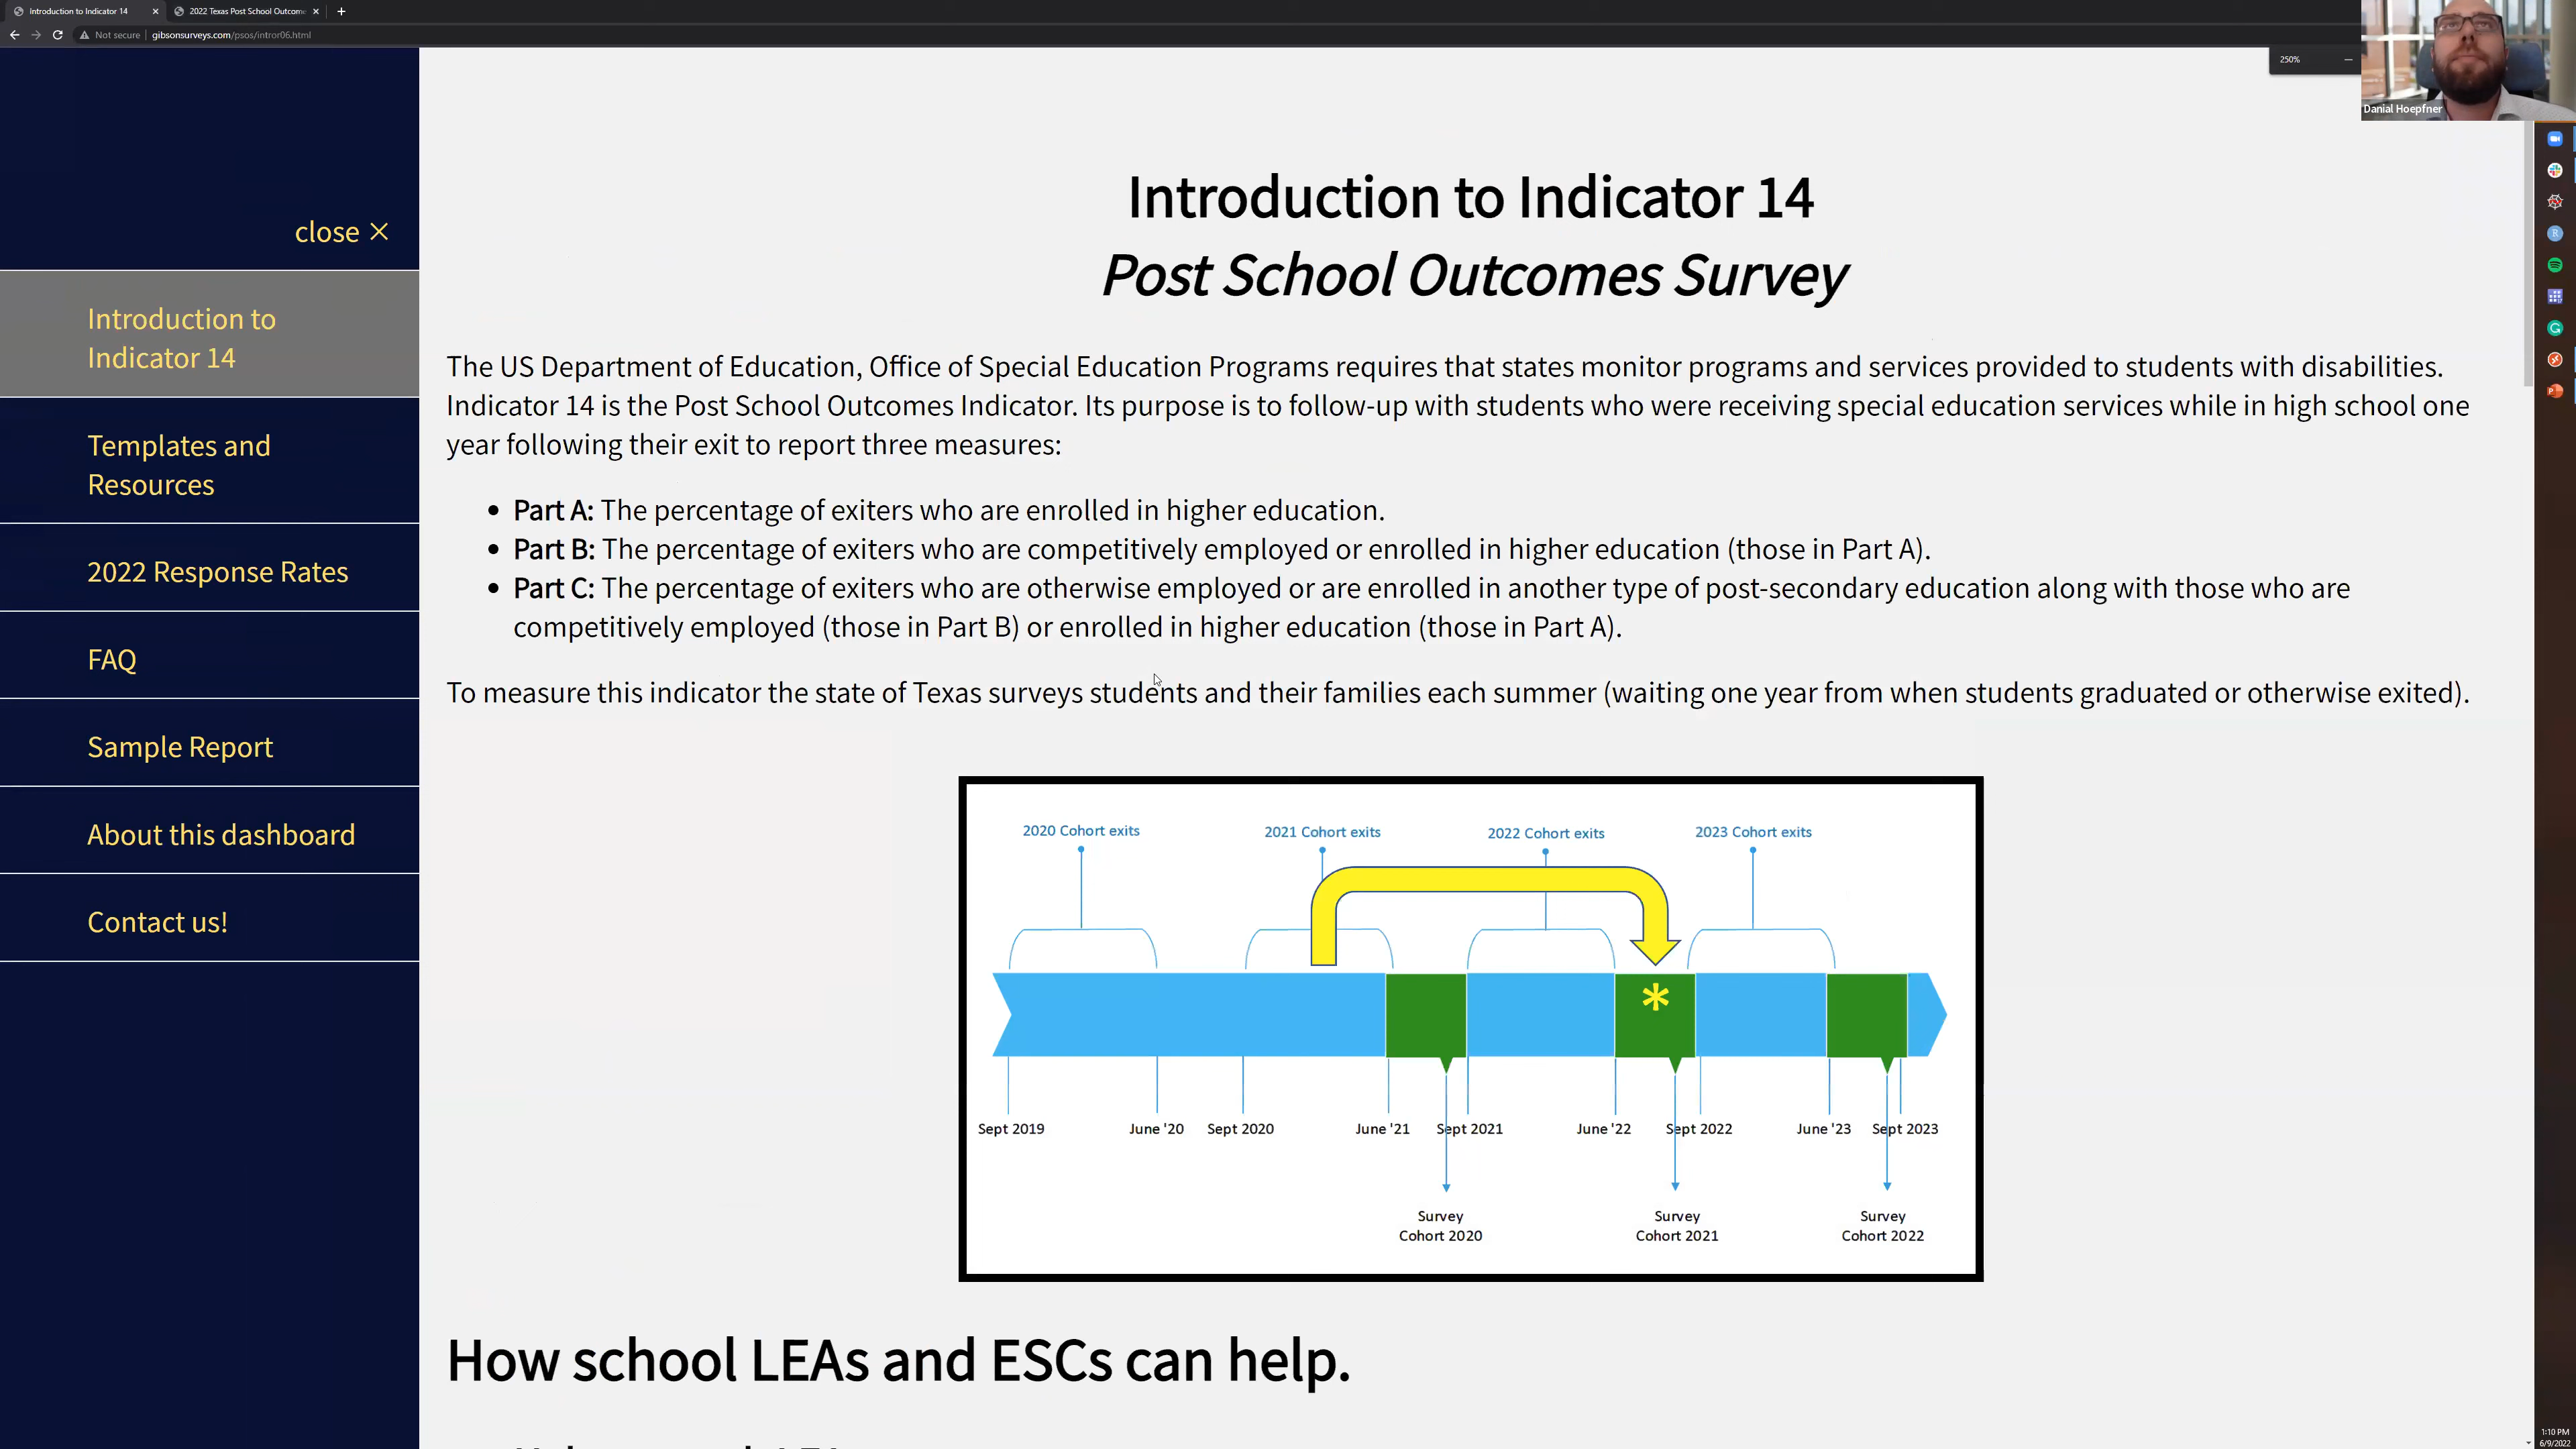 Introduction to Indicator 14
2022 Texas Post School Outcome
Not secure
gibsonsurveys.com/psos/intror06.html
250%
Danial Hoepfner
close
Introduction to
Indicator 14
Templates and
Resources
2022 Response Rates
FAQ
Sample Report
About this dashboard
Contact us!
Introduction to Indicator 14
Post School Outcomes Survey
The US Department of Education, Office of Special Education Programs requires that states monitor programs and services provided to students with disabilities.
Indicator 14 is the Post School Outcomes Indicator. Its purpose is to follow-up with students who were receiving special education services while in high school one
year following their exit to report three measures:
• Part A: The percentage of exiters who are enrolled in higher education.
• Part B: The percentage of exiters who are competitively employed or enrolled in higher education (those in Part A).
• Part C: The percentage of exiters who are otherwise employed or are enrolled in another type of post-secondary education along with those who are
competitively employed (those in Part B) or enrolled in higher education (those in Part A).
To measure this indicator the state of Texas surveys students and their families each summer (waiting one year from when students graduated or otherwise exited).
2020 Cohort exits 2021 Cohort exits 2022 Cohort exits 2023 Cohort exits
*
Sept 2019 June '20 Sept 2020 June '21 Sept 2021 June '22 Sept 2022 June '23 Sept 2023
Survey Survey Survey
Cohort 2020 Cohort 2021 Cohort 2022
How school LEAs and ESCs can help.
1:10 PM
6/9/2022